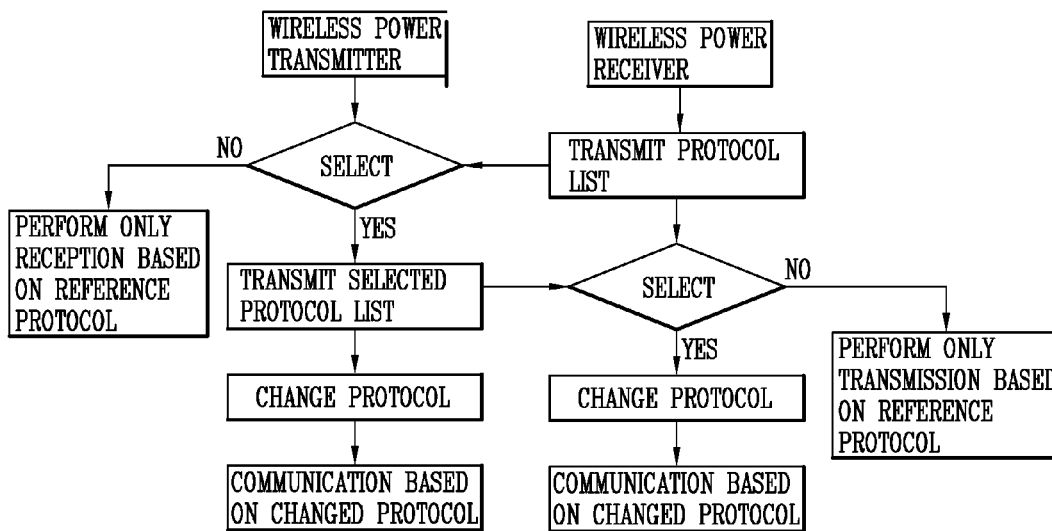 WIRELESS POWER
TRANSMITTER
WIRELESS POWER
RECEIVER
NO
SELECT
TRANSMIT PROTOCOL
LIST
YES
PERFORM ONLY
RECEPTION BASED
ON REFERENCE
PROTOCOL
TRANSMIT SELECTED
PROTOCOL LIST
SELECT
NO
YES
CHANGE PROTOCOL
CHANGE PROTOCOL
PERFORM ONLY
TRANSMISSION BASED
ON REFERENCE
PROTOCOL
COMMUNICATION BASED
ON CHANGED PROTOCOL
COMMUNICATION BASED
ON CHANGED PROTOCOL